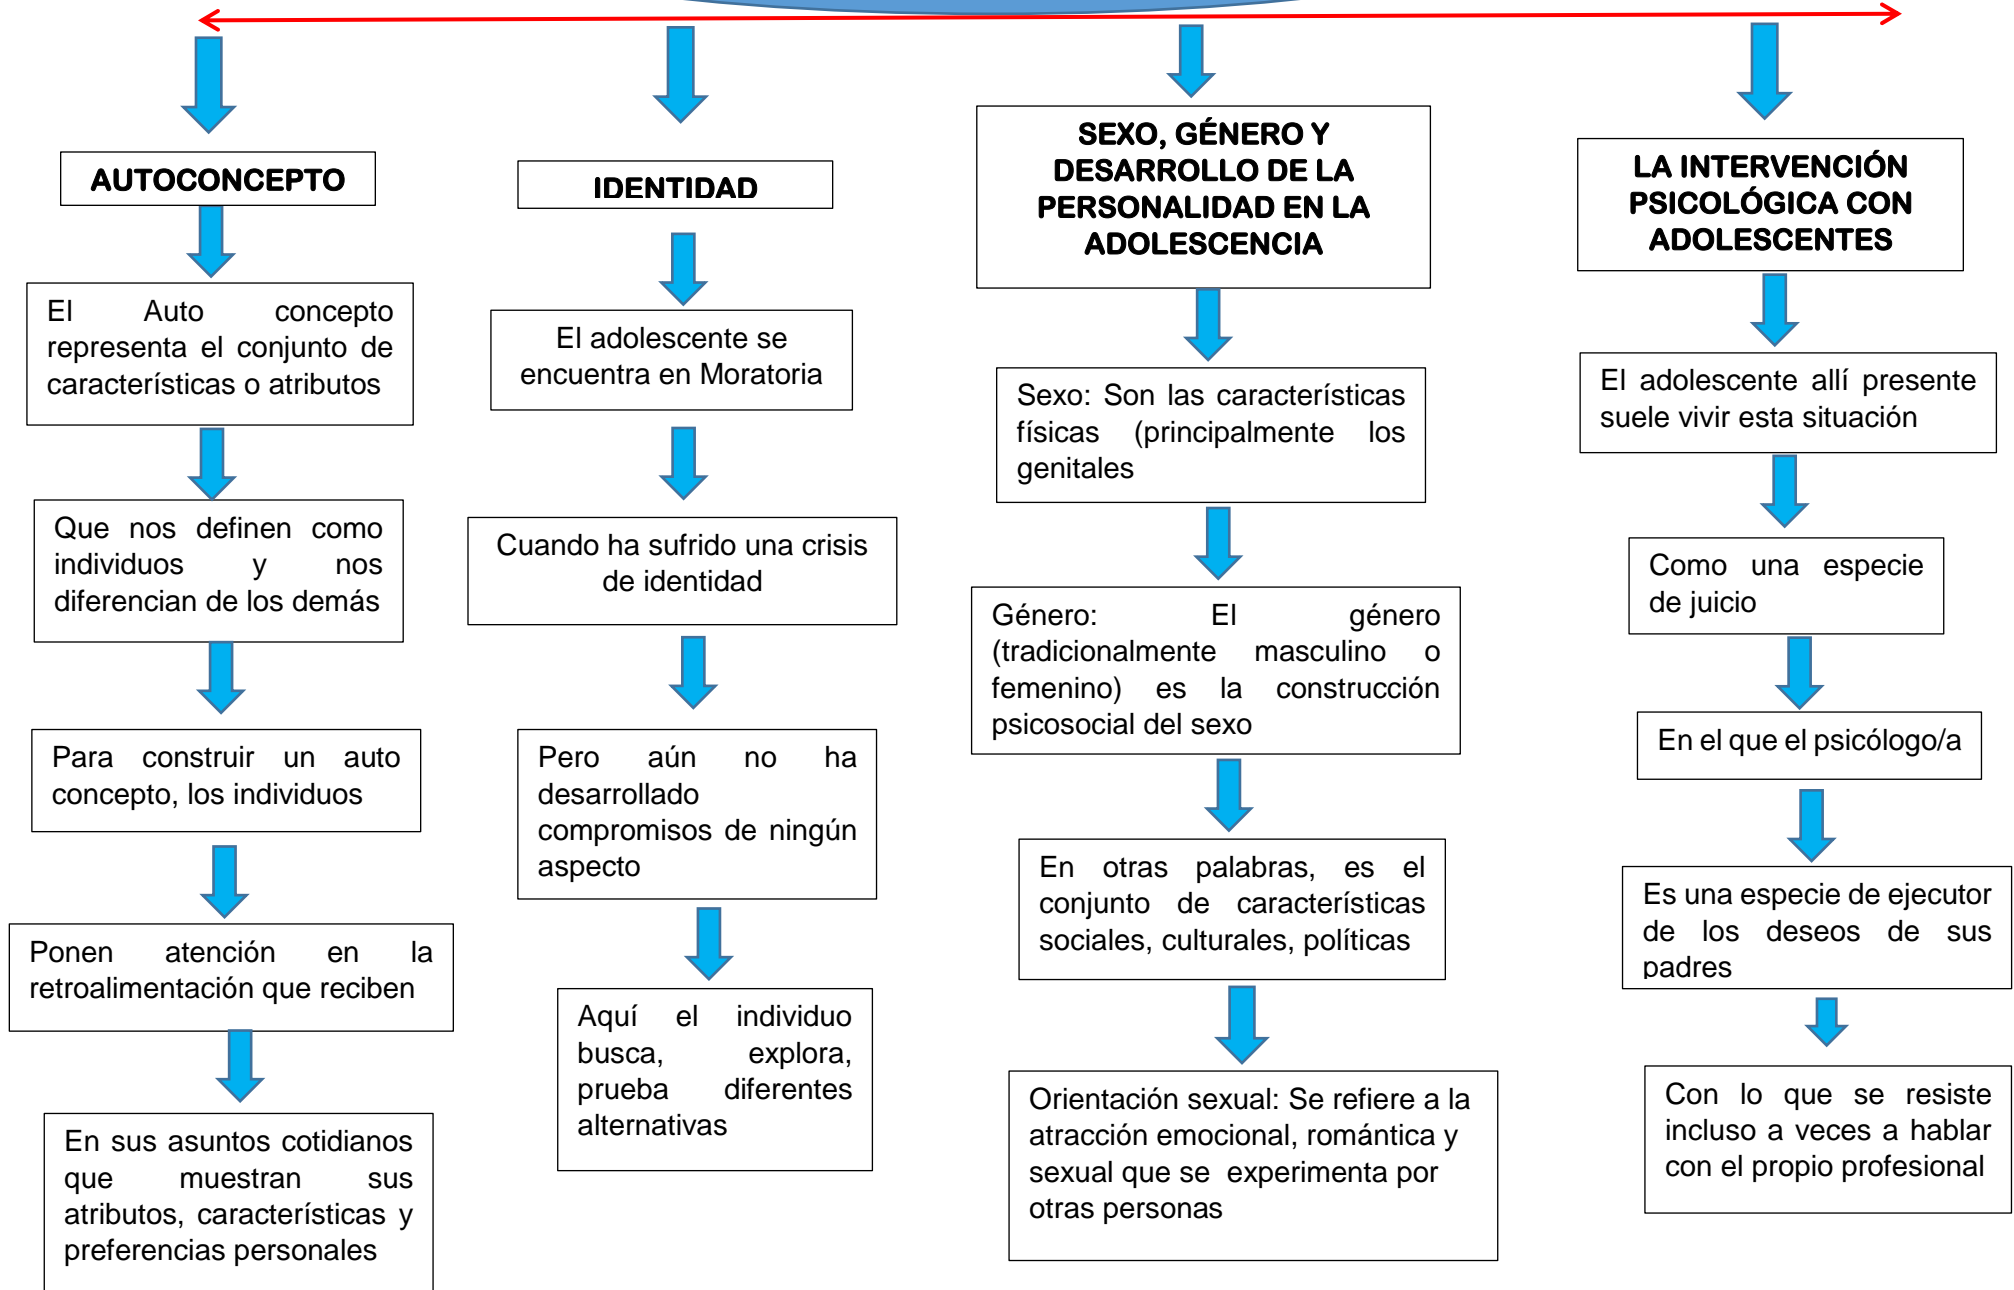 AUTOCONCEPTO
El Auto concepto
representa el conjunto de
características o atributos
Que nos definen como
individuos y nos
diferencian de los demás
Para construir un auto
concepto, los individuos
Ponen atención en la
retroalimentación que reciben
En sus asuntos cotidianos
que muestran sus
atributos, características y
preferencias personales
IDENTIDAD
El adolescente se
encuentra en Moratoria
Cuando ha sufrido una crisis
de identidad
Pero aún no ha
desarrollado
compromisos de ningún
aspecto
Aquí el individuo
busca, explora,
prueba diferentes
alternativas
SEXO, GÉNERO Y
DESARROLLO DE LA
PERSONALIDAD EN LA
ADOLESCENCIA
Sexo: Son las características
físicas (principalmente los
genitales
Género: El género
(tradicionalmente masculino o
femenino) es la construcción
psicosocial del sexo
En otras palabras, es el
conjunto de características
sociales, culturales, políticas
Orientación sexual: Se refiere a la
atracción emocional, romántica y
sexual que se experimenta por
otras personas
LA INTERVENCIÓN
PSICOLÓGICA CON
ADOLESCENTES
El adolescente allí presente
suele vivir esta situación
Como una especie
de juicio
En el que el psicólogo/a
Es una especie de ejecutor
de los deseos de sus
padres
Con lo que se resiste
incluso a veces a hablar
con el propio profesional